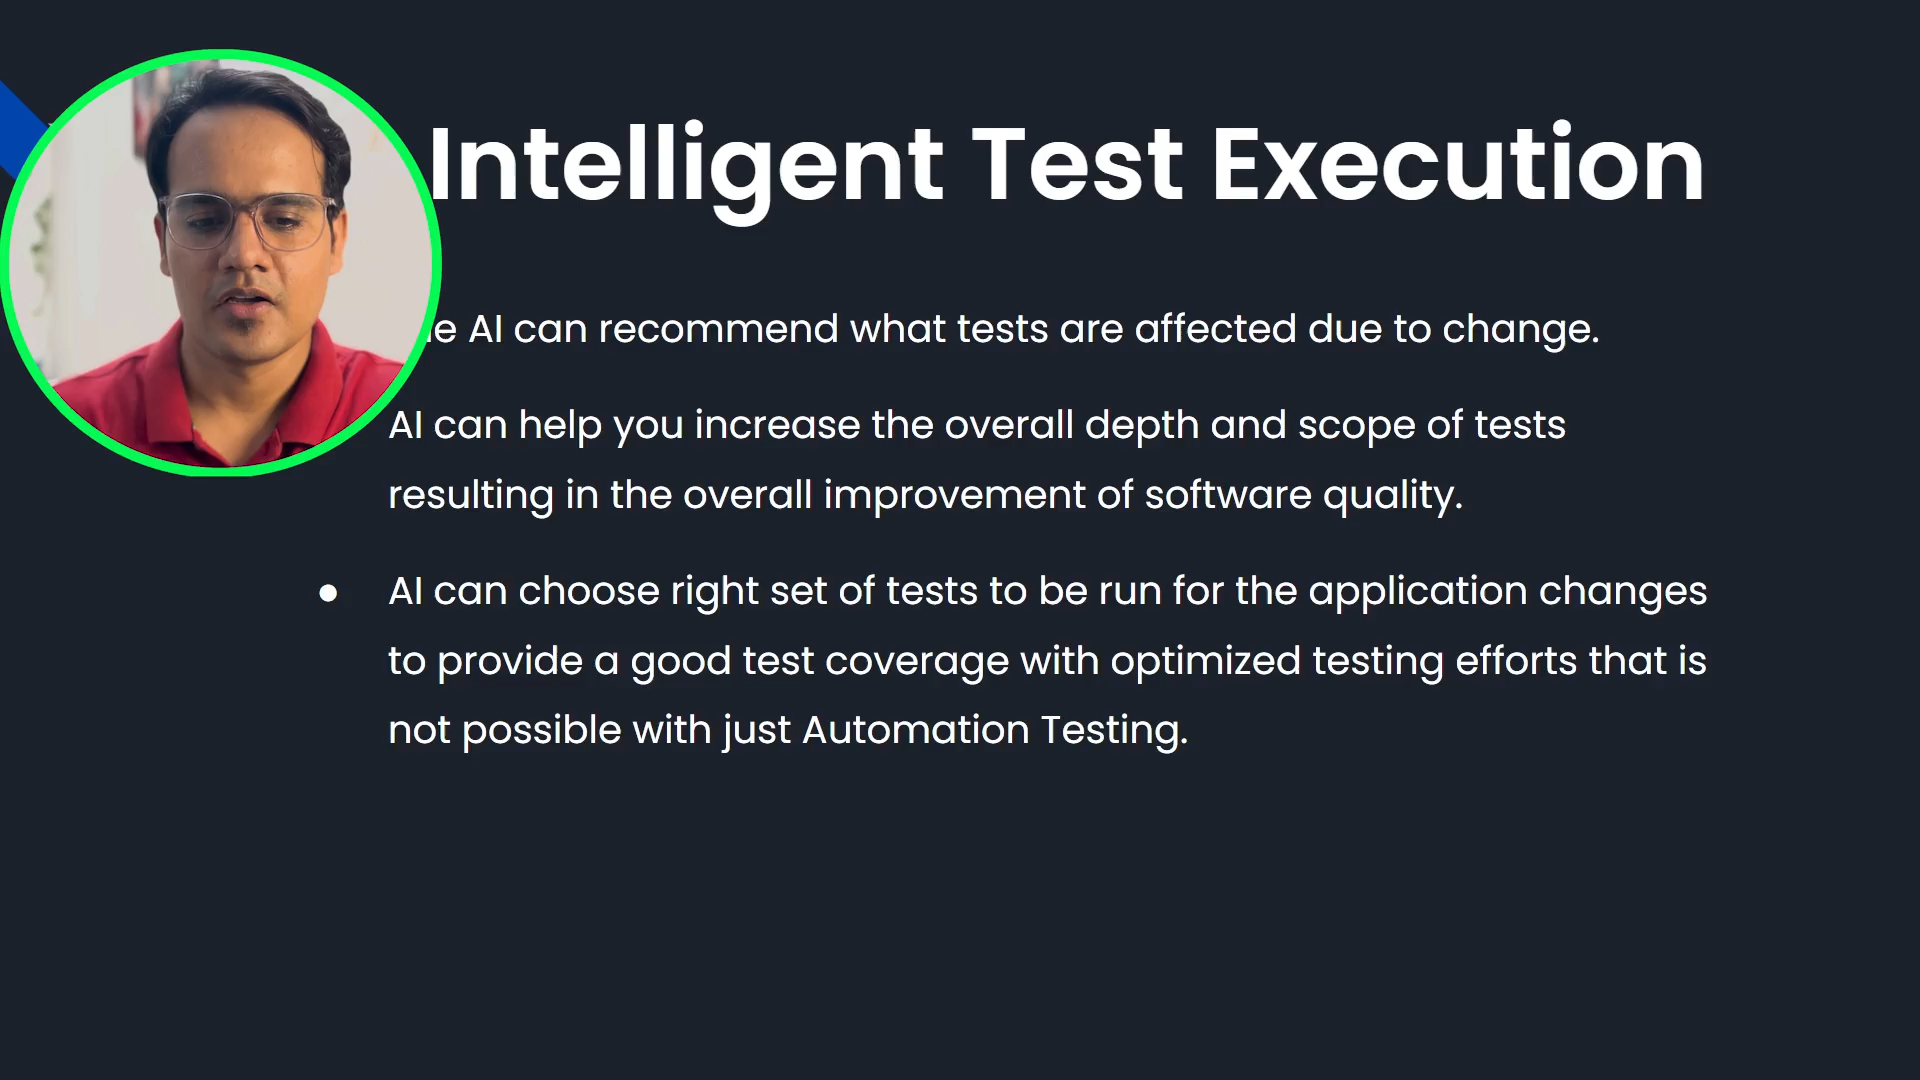 Intelligent Test Execution
AI can recommend what tests are affected due to change.
AI can help you increase the overall depth and scope of tests
resulting in the overall improvement of software quality.
● AI can choose right set of tests to be run for the application changes
to provide a good test coverage with optimized testing efforts that is
not possible with just Automation Testing.